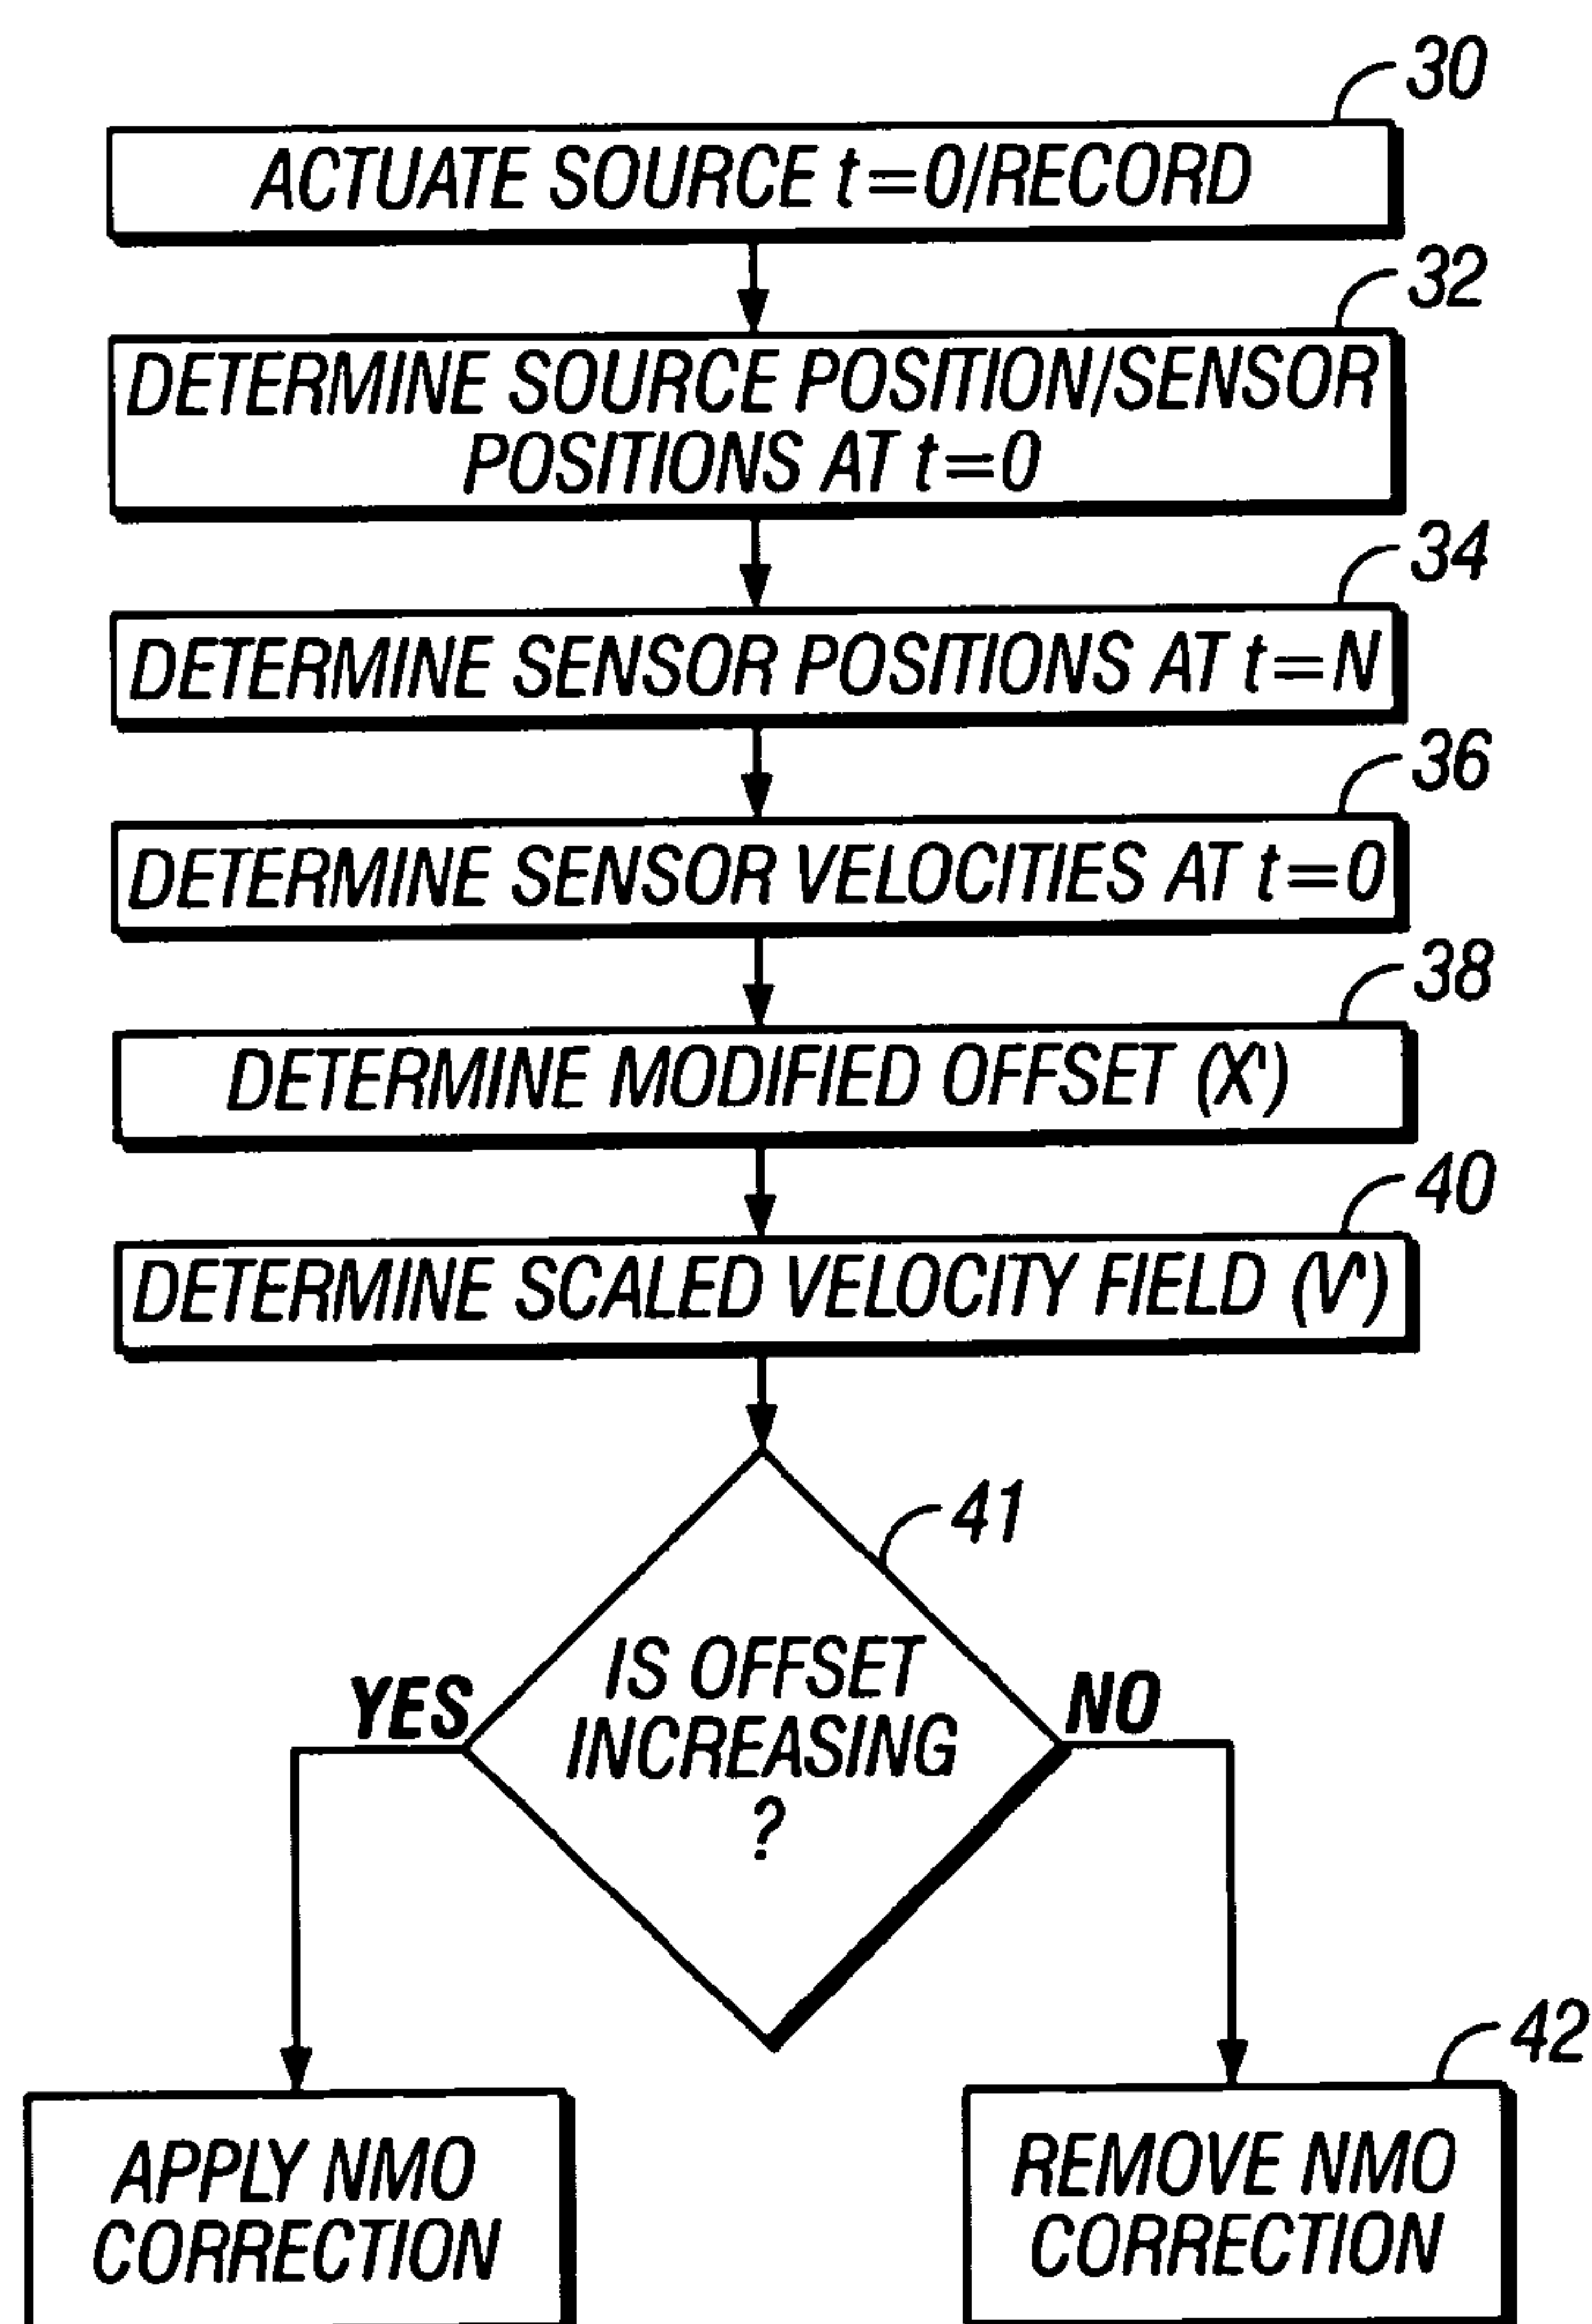 30
ACTUATE SOURCE t=0/RECORD
32
DETERMINE SOURCE POSITION/SENSOR
POSITIONS AT t=0
34
DETERMINE SENSOR POSITIONS AT t=N
36
DETERMINE SENSOR VELOCITIES AT t=0
38
DETERMINE MODIFIED OFFSET (X')
40
DETERMINE SCALED VELOCITY FIELD (V')
41
IS OFFSET
INCREASING
?
YES
NO
42
APPLY NMO
CORRECTION
REMOVE NMO
CORRECTION